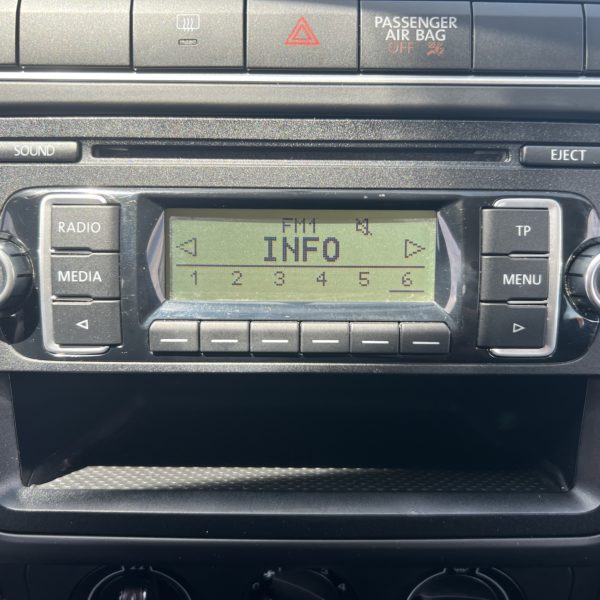 PASSENGER
AIR BAG
OFF
SOUND
EJECT
RADIO
FM1
TP
INFO
MEDIA
MENU
1 2 3 4 5 6